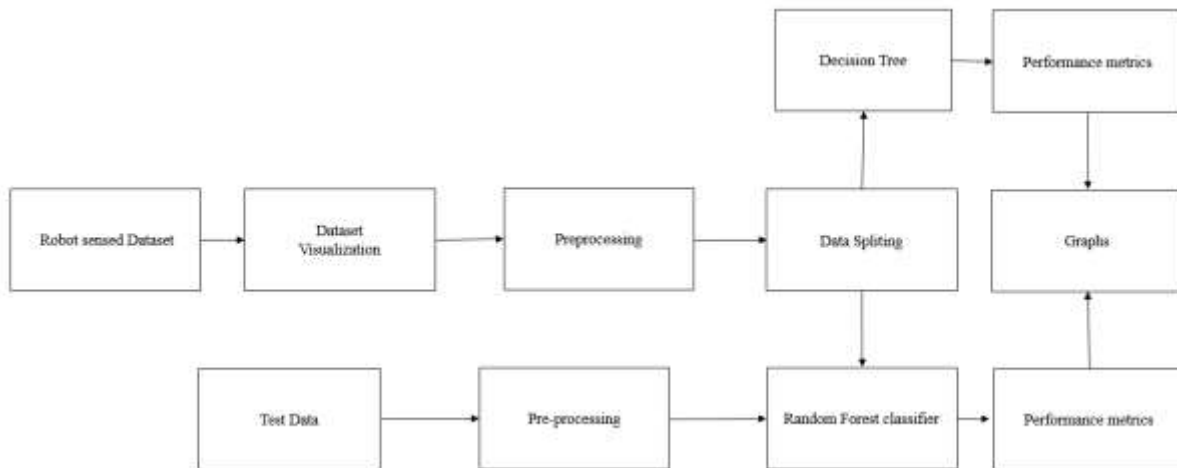 Decision Tree
Performance metrics
Robot sensed Dataset
Dataset
Visualization
Preprocessing
Data Spliting
Graphs
Test Data
Pre-processing
Random Forest classifier
Performance metrics